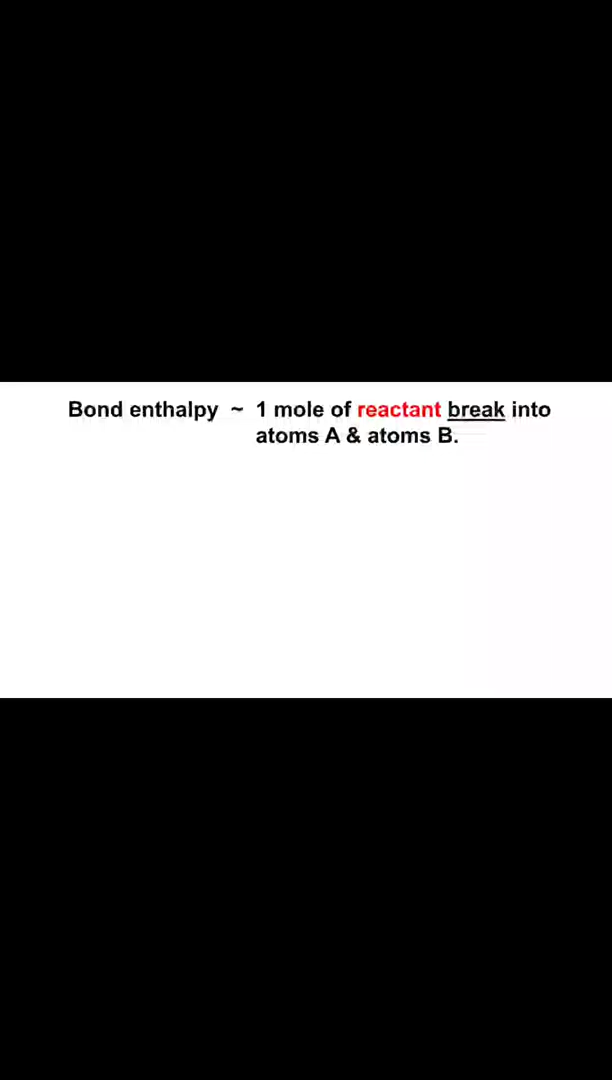 Bond enthalpy ~ 1 mole of reactant break into
atoms A & atoms B.